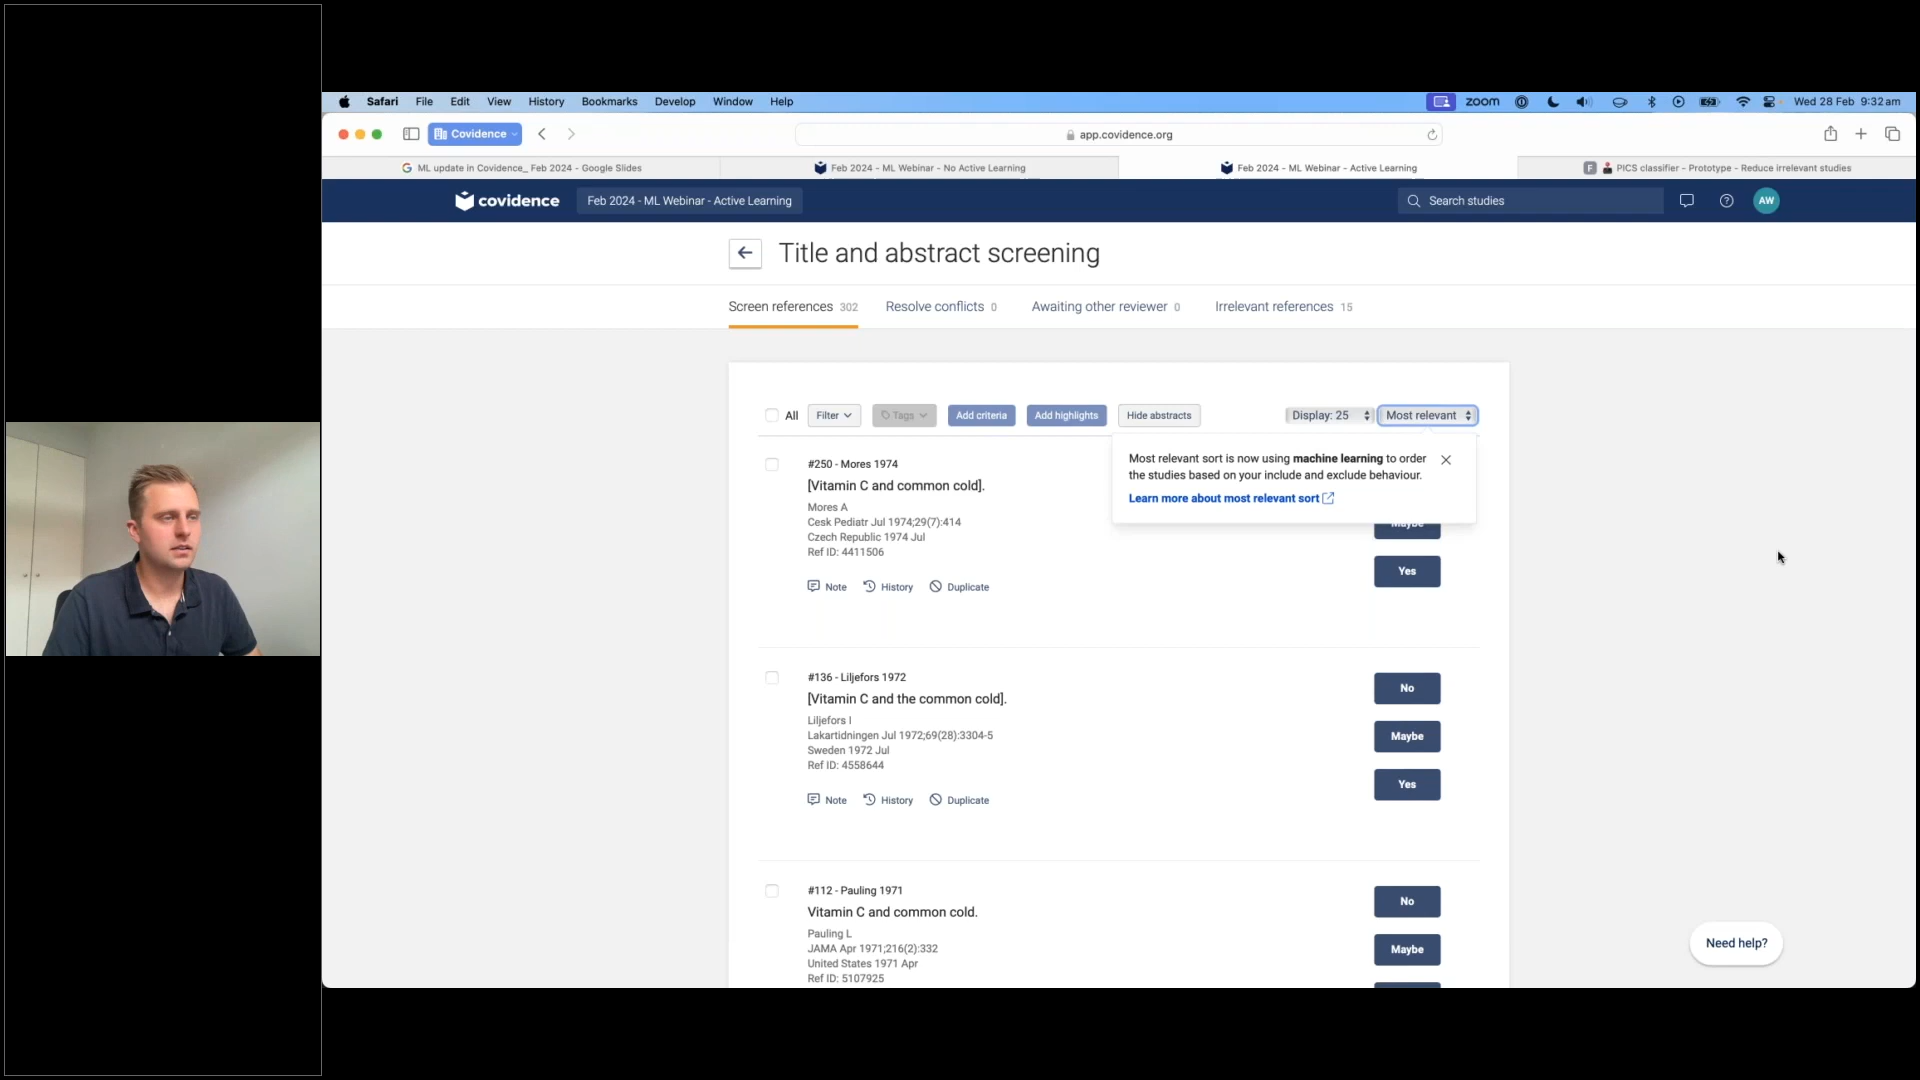 Safari File Edit View History Bookmarks Develop Window Help zoom Wed 28 Feb 9:32 am
Covidence app.covidence.org
ML update in Covidence_ Feb 2024 - Google Slides Feb 2024 - ML Webinar - No Active Learning Feb 2024 - ML Webinar - Active Learning F PICS classifier - Prototype - Reduce irrelevant studies
covidence Feb 2024 - ML Webinar - Active Learning Search studies AW
Title and abstract screening
Screen references 302 Resolve conflicts 0 Awaiting other reviewer 0 Irrelevant references 15
All Filter Tags Add criteria Add highlights Hide abstracts Display: 25 Most relevant
Most relevant sort is now using machine learning to order
the studies based on your include and exclude behaviour.
Learn more about most relevant sort
#250 - Mores 1974
[Vitamin C and common cold].
Mores A
Cesk Pediatr Jul 1974;29(7):414
Czech Republic 1974 Jul
Ref ID: 4411506
Note History Duplicate
Maybe
Yes
#136 - Liljefors 1972
[Vitamin C and the common cold].
Liljefors I
Lakartidningen Jul 1972;69(28):3304-5
Sweden 1972 Jul
Ref ID: 4558644
Note History Duplicate
No
Maybe
Yes
#112 - Pauling 1971
Vitamin C and common cold.
Pauling L
JAMA Apr 1971;216(2):332
United States 1971 Apr
Ref ID: 5107925
No
Maybe
Need help?